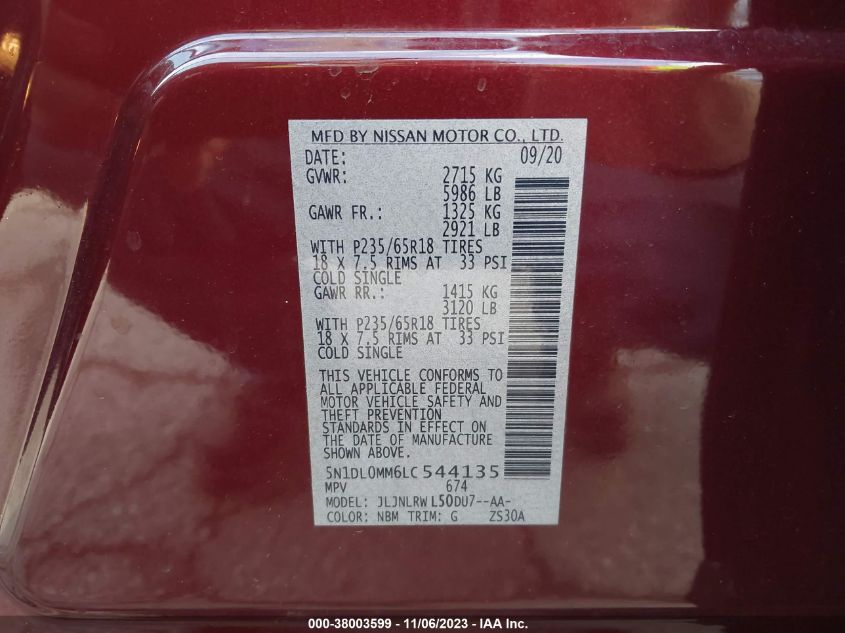 MFD BY NISSAN MOTOR CO., LTD.
DATE: 09/20
GVWR: 2715 KG
5986 LB
GAWR FR.: 1325 KG
2921 LB
WITH P235/65R18 TIRES
18 X 7.5 RIMS AT 33 PSI
COLD SINGLE
GAWR RR.: 1415 KG
3120 LB
WITH P235/65R18 TIRES
18 X 7.5 RIMS AT 33 PSI
COLD SINGLE
THIS VEHICLE CONFORMS TO
ALL APPLICABLE FEDERAL
MOTOR VEHICLE SAFETY AND
THEFT PREVENTION
STANDARDS IN EFFECT ON
THE DATE OF MANUFACTURE
SHOWN ABOVE.
5N1DL0MM6LC544135
MPV 674
MODEL: JLJNLRW L50DU7--AA-
COLOR: NBM TRIM: G ZS30A
000-38003599 - 11/06/2023 - IAA Inc.